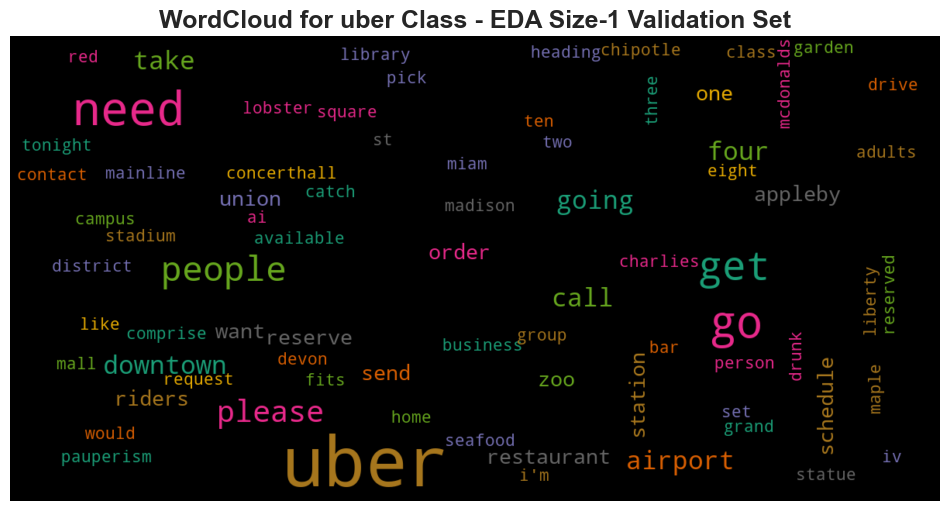 WordCloud for uber Class - EDA Size-1 Validation Set
red take library heading chipotle class garden
pick mcdonalds drive
need lobster square three one
ten
tonight st two four adults
contact mainline concerthall miam eight
union catch madison going appleby
campus ai
stadium available order
district people charlies get
call liberty reserved
like comprise want reserve group go
mall downtown devon business bar person drunk
request fits send zoo station schedule maple
riders please home set
would seafood grand
pauperism uber restaurant airport iv
i'm statue